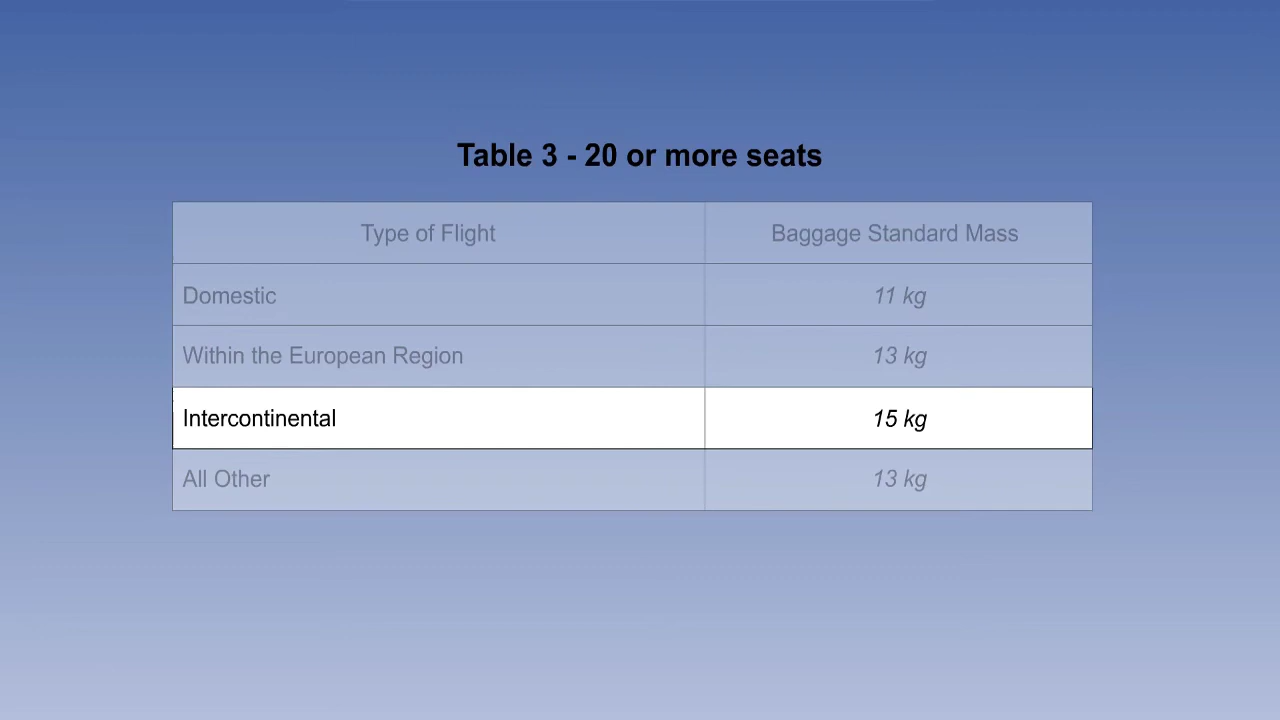 Table 3 - 20 or more seats
Type of Flight Baggage Standard Mass
Domestic 11 kg
Within the European Region 13 kg
Intercontinental 15 kg
All Other 13 kg